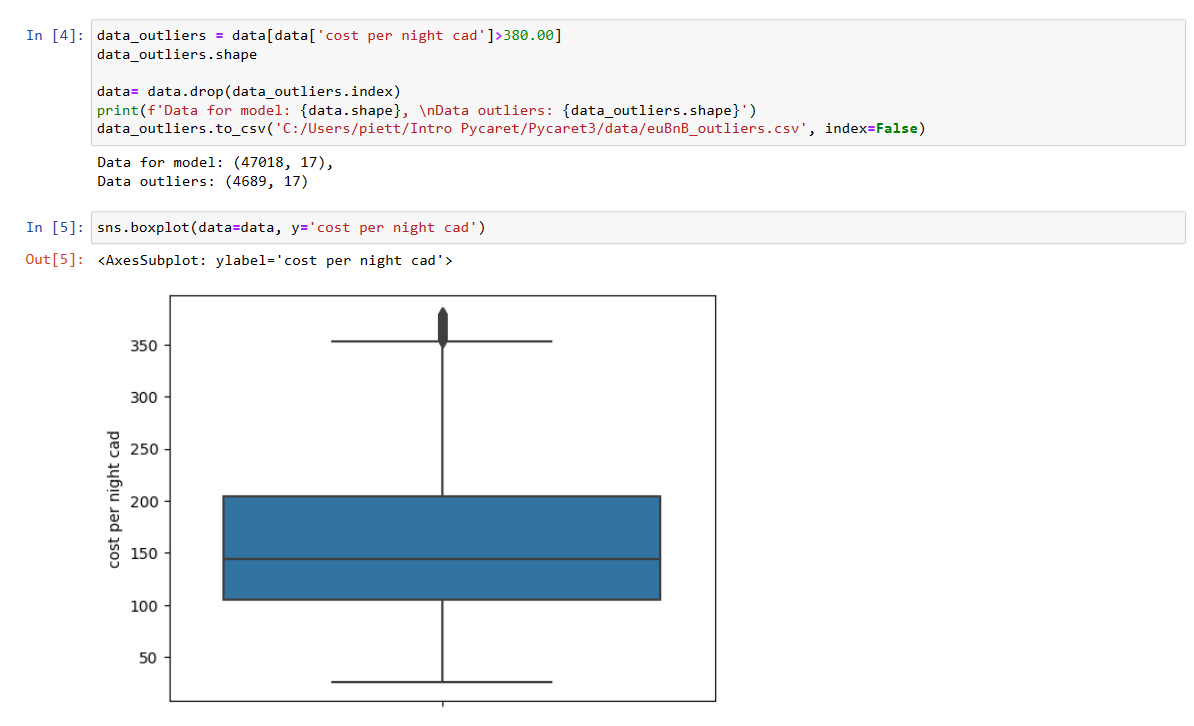 In [4]: data_outliers = data[data['cost per night cad']>380.00]
data_outliers.shape
data= data.drop(data_outliers.index)
print(f'Data for model: {data.shape}, \nData outliers: {data_outliers.shape}')
data_outliers.to_csv('C:/Users/piett/Intro Pycaret/Pycaret3/data/euBnB_outliers.csv', index=False)
Data for model: (47018, 17),
Data outliers: (4689, 17)
In [5]: sns.boxplot(data=data, y='cost per night cad')
Out[5]: <AxesSubplot: ylabel='cost per night cad'>
350
300
250
200
150
100
50
cost per night cad